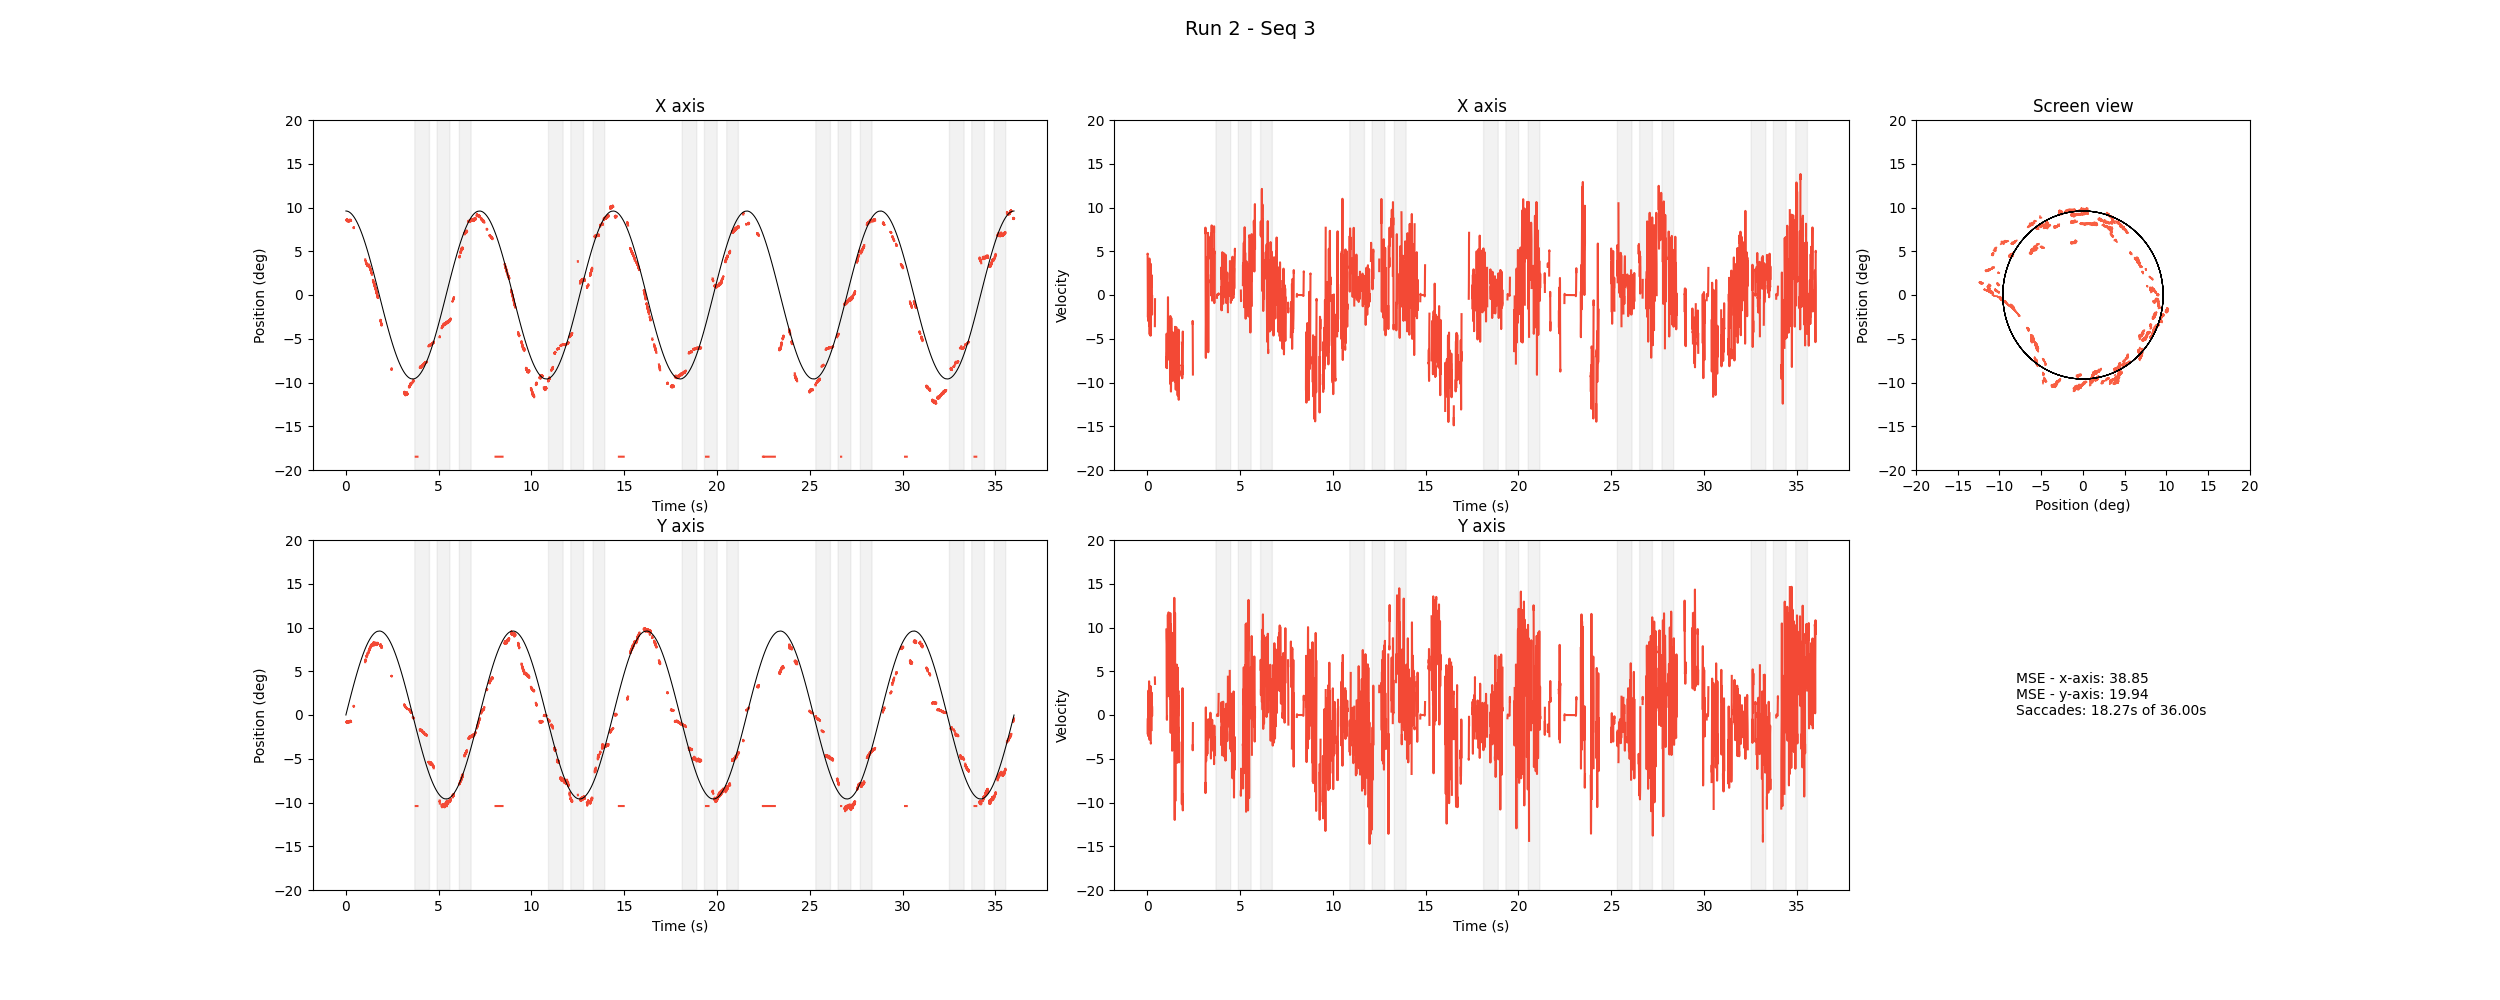 Run 2 - Seq 3
X axis
20
15
10
5
0
−5
−10
−15
−20
Position (deg)
0 5 10 15 20 25 30 35
Time (s)
X axis
20
15
10
5
0
−5
−10
−15
−20
Velocity
0 5 10 15 20 25 30 35
Time (s)
Screen view
20
15
10
5
0
−5
−10
−15
−20
Position (deg)
−20 −15 −10 −5 0 5 10 15 20
Position (deg)
Y axis
20
15
10
5
0
−5
−10
−15
−20
Position (deg)
0 5 10 15 20 25 30 35
Time (s)
Y axis
20
15
10
5
0
−5
−10
−15
−20
Velocity
0 5 10 15 20 25 30 35
Time (s)
MSE - x-axis: 38.85
MSE - y-axis: 19.94
Saccades: 18.27s of 36.00s